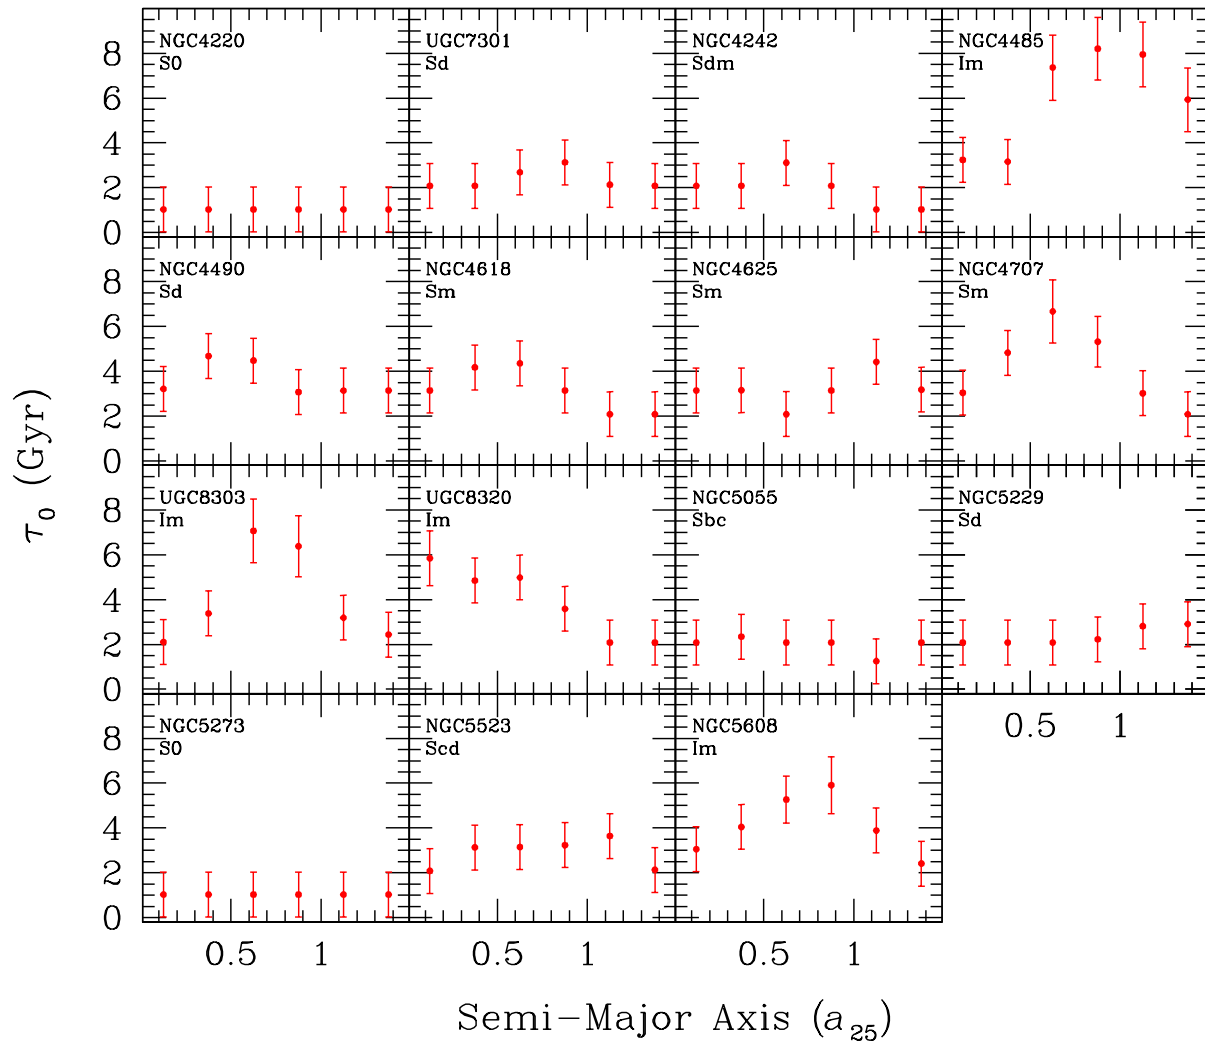 NGC4220
S0
UGC7301
Sd
NGC4242
Sdm
NGC4485
Im
8
6
4
2
0
NGC4490
Sd
NGC4618
Sm
NGC4625
Sm
NGC4707
Sm
8
6
4
2
0
τ0 (Gyr)
UGC8303
Im
UGC8320
Im
NGC5055
Sbc
NGC5229
Sd
8
6
4
2
0
0.5 1
NGC5273
S0
NGC5523
Scd
NGC5608
Im
8
6
4
2
0
0.5 1 0.5 1 0.5 1
Semi-Major Axis (a25)